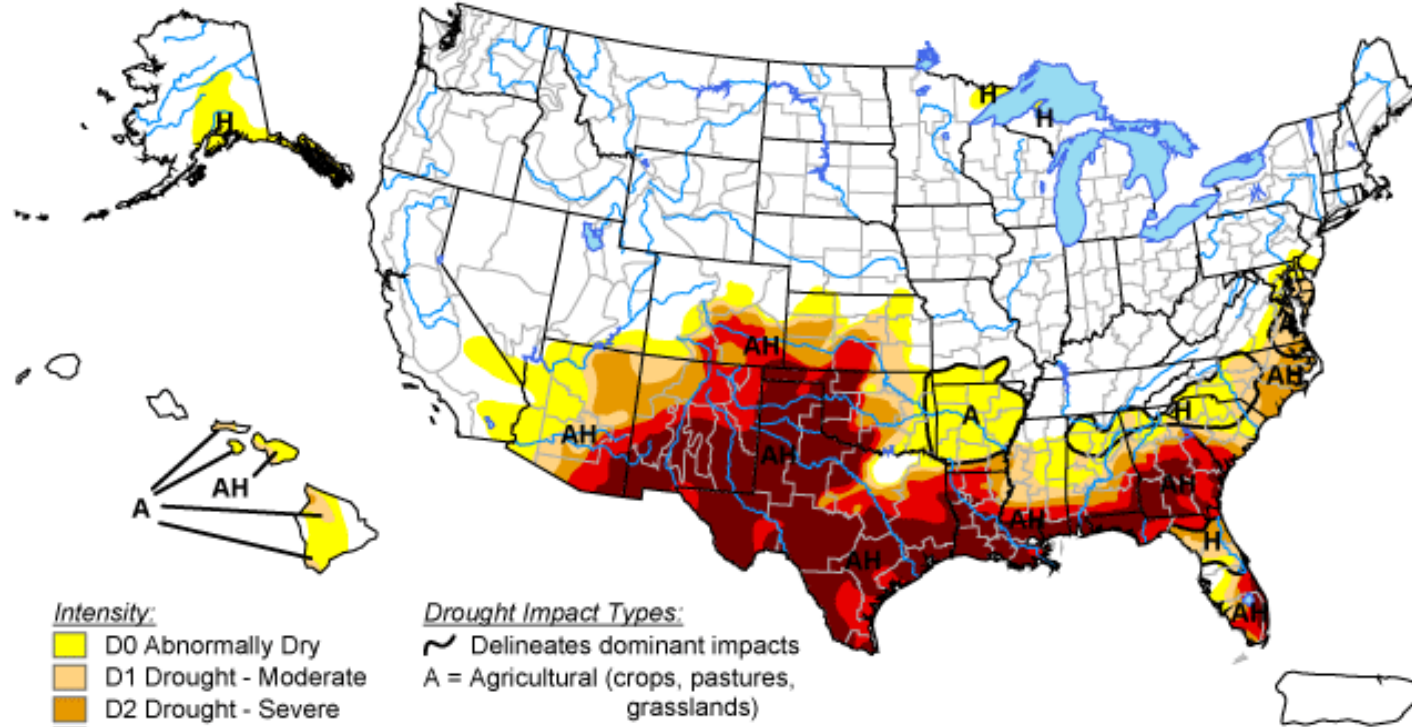 H
H
H
AH
A
AH
H
AH
AH
AH
AH
AH
AH
H
AH
A
AH
Intensity:
D0 Abnormally Dry
D1 Drought - Moderate
D2 Drought - Severe
Drought Impact Types:
Delineates dominant impacts
A = Agricultural (crops, pastures,
grasslands)